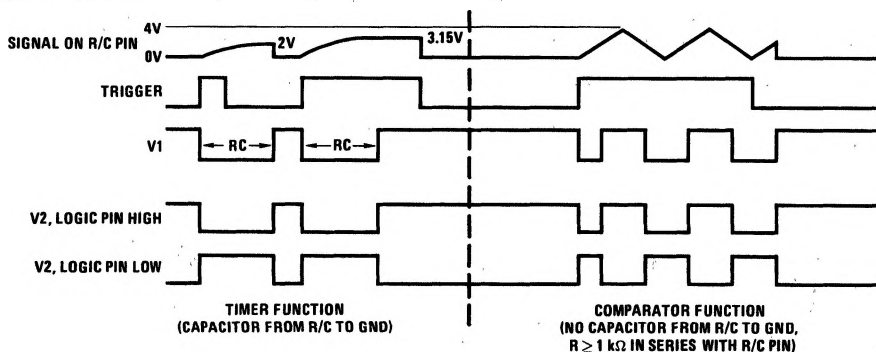 4V
SIGNAL ON R/C PIN
2V
3.15V
0V
TRIGGER
V1
RC
RC
V2, LOGIC PIN HIGH
V2, LOGIC PIN LOW
TIMER FUNCTION
(CAPACITOR FROM R/C TO GND)
COMPARATOR FUNCTION
(NO CAPACITOR FROM R/C TO GND,
R ≥ 1 kΩ IN SERIES WITH R/C PIN)